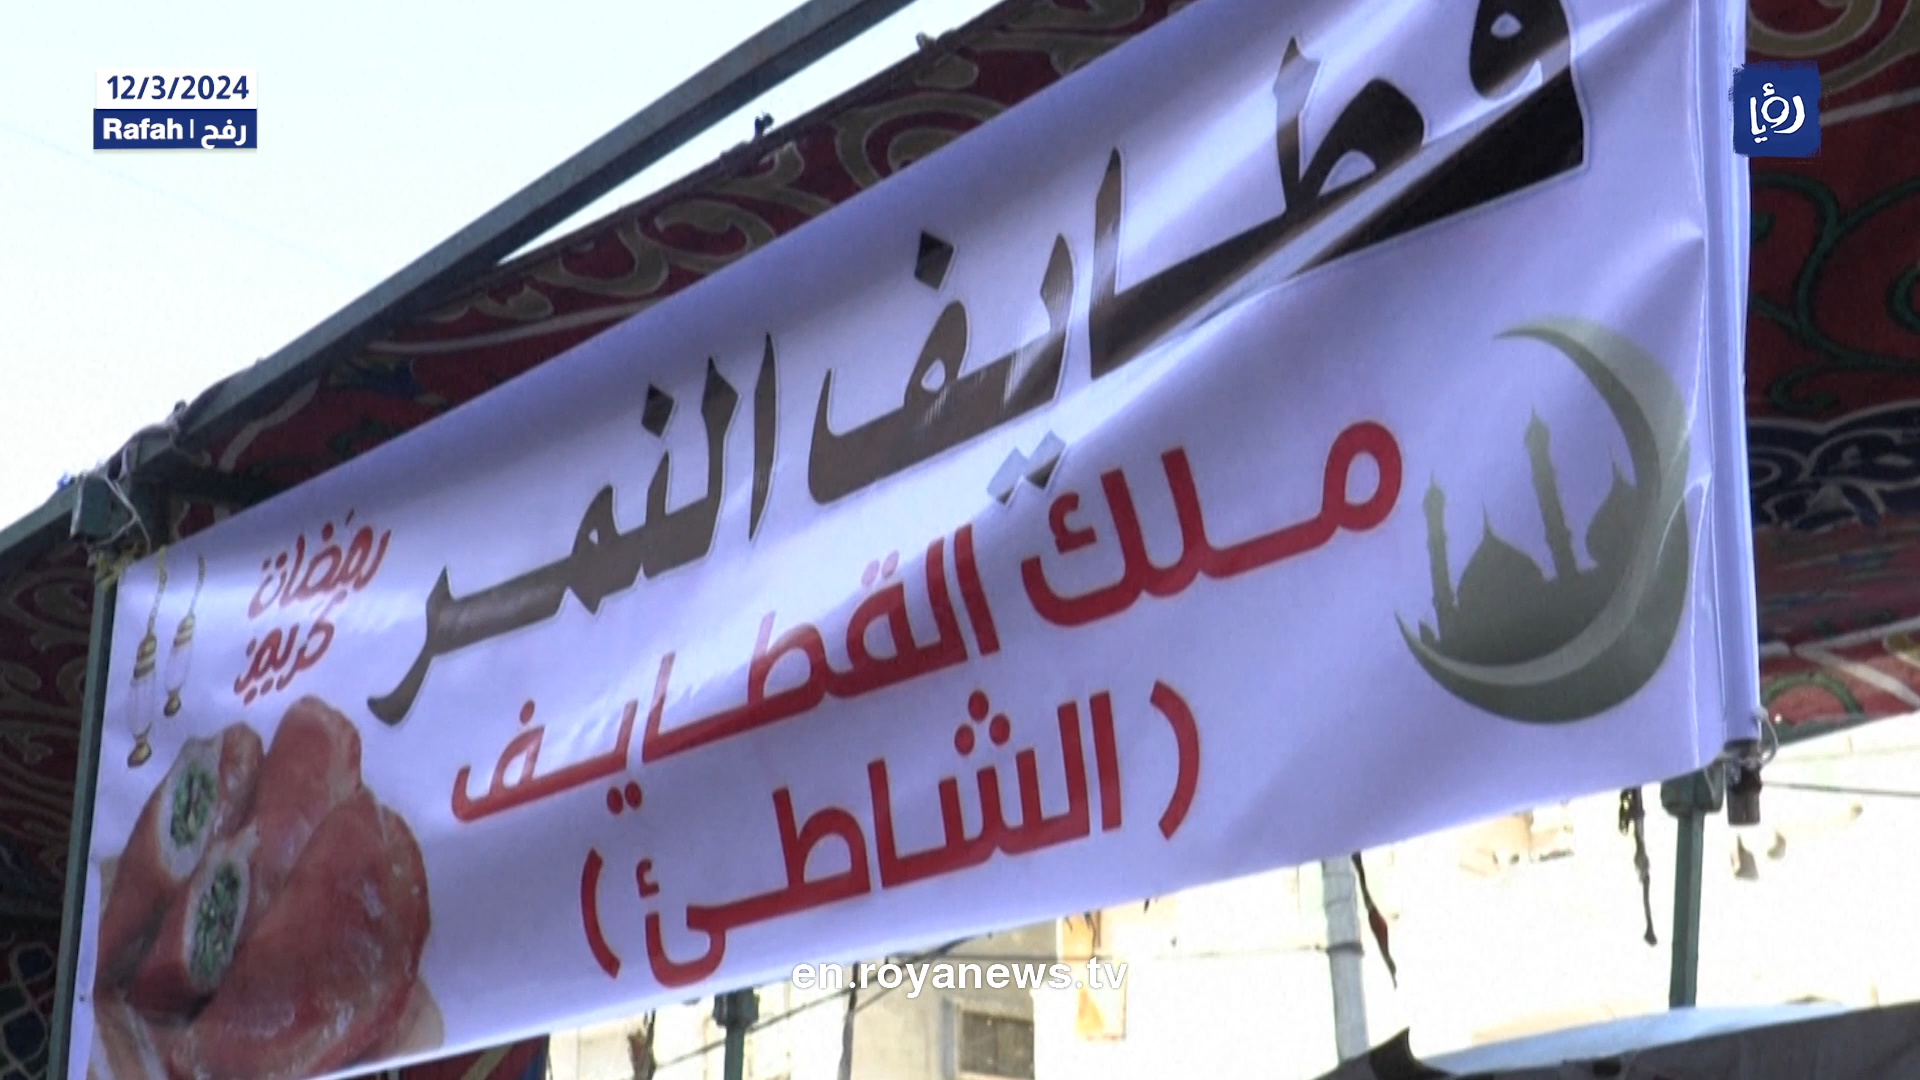 12/3/2024
Rafah | رفح
رؤيا
قطايف النمر
ملك القطايف
(الشاطئ)
رمضان
كريم
en.royanews.tv